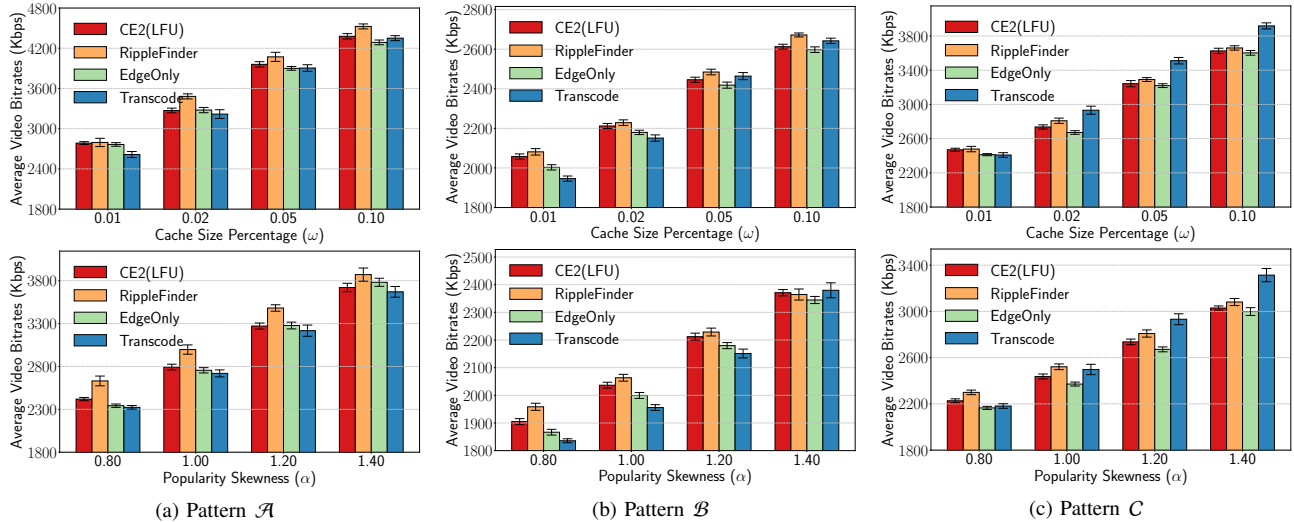 4800
4200
3600
3000
2400
1800
Average Video Bitrates (Kbps)
CE2(LFU)
RippleFinder
EdgeOnly
Transcode
0.01 0.02 0.05 0.10
Cache Size Percentage (ω)
2800
2600
2400
2200
2000
1800
Average Video Bitrates (Kbps)
CE2(LFU)
RippleFinder
EdgeOnly
Transcode
0.01 0.02 0.05 0.10
Cache Size Percentage (ω)
3800
3400
3000
2600
2200
1800
Average Video Bitrates (Kbps)
CE2(LFU)
RippleFinder
EdgeOnly
Transcode
0.01 0.02 0.05 0.10
Cache Size Percentage (ω)
3800
3300
2800
2300
1800
Average Video Bitrates (Kbps)
CE2(LFU)
RippleFinder
EdgeOnly
Transcode
0.80 1.00 1.20 1.40
Popularity Skewness (α)
2500
2400
2300
2200
2100
2000
1900
1800
Average Video Bitrates (Kbps)
CE2(LFU)
RippleFinder
EdgeOnly
Transcode
0.80 1.00 1.20 1.40
Popularity Skewness (α)
3400
3000
2600
2200
1800
Average Video Bitrates (Kbps)
CE2(LFU)
RippleFinder
EdgeOnly
Transcode
0.80 1.00 1.20 1.40
Popularity Skewness (α)
(a) Pattern 𝒜
(b) Pattern ℬ
(c) Pattern 𝒞